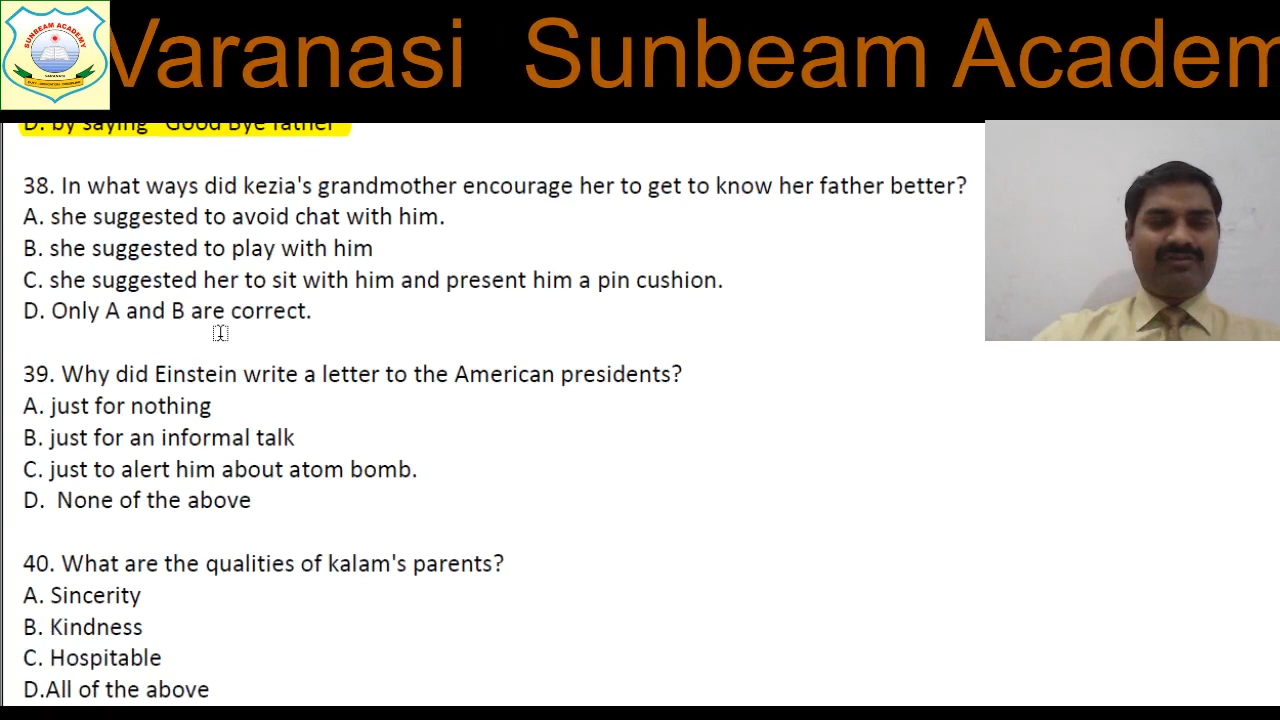 Varanasi Sunbeam Academ
SUNBEAM ACADEMY
VARANASI
D. by saying "Good Bye father"
38. In what ways did kezia's grandmother encourage her to get to know her father better?
A. she suggested to avoid chat with him.
B. she suggested to play with him
C. she suggested her to sit with him and present him a pin cushion.
D. Only A and B are correct.
39. Why did Einstein write a letter to the American presidents?
A. just for nothing
B. just for an informal talk
C. just to alert him about atom bomb.
D.  None of the above
40. What are the qualities of kalam's parents?
A. Sincerity
B. Kindness
C. Hospitable
D.All of the above